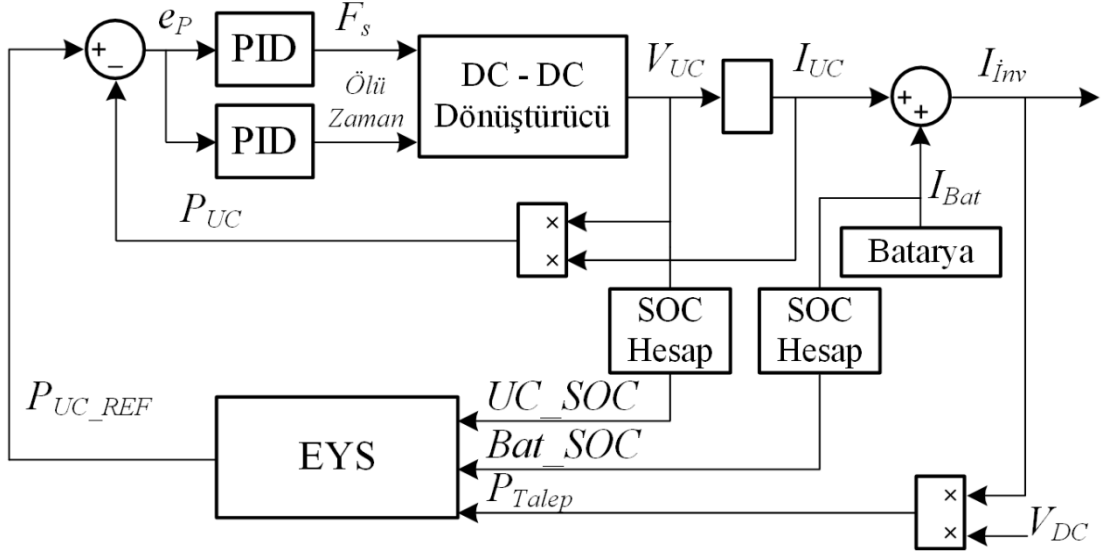 e_P
PID
F_s
DC - DC
Dönüştürücü
V_UC
I_UC
I_İnv
+
−
+
+
Ölü
Zaman
PID
P_UC
×
×
I_Bat
Batarya
SOC
Hesap
SOC
Hesap
P_UC_REF
EYS
UC_SOC
Bat_SOC
P_Talep
×
×
V_DC